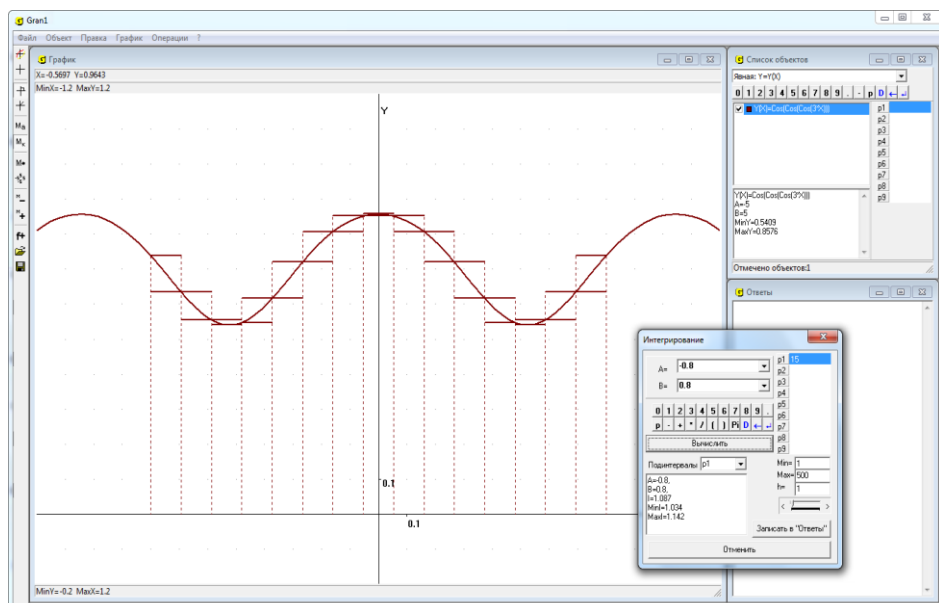 Gran1
Файл Объект Правка График Операции ?
График
X=-0.5697 Y=0.9643
MinX=-1.2 MaxY=1.2
Y
0.1
0.1
MinY=-0.2 MaxX=1.2
Список объектов
Явная: Y=Y(X)
0 1 2 3 4 5 6 7 8 9 . - p D
Y(X)=Cos(Cos(Cos(3*X)))
p1
p2
p3
p4
p5
p6
p7
p8
p9
Y(X)=Cos(Cos(Cos(3*X)))
A=-5
B=5
MinY=0.5409
MaxY=0.8576
Отмечено объектов:1
Ответы
Интегрирование
A= -0.8
B= 0.8
p1 15
p2
p3
p4
p5
p6
p7
p8
p9
0 1 2 3 4 5 6 7 8 9 .
p - + * / ( ) Pi D
Вычислить
Подинтервалы p1
Min= 1
Max= 500
h= 1
A=-0.8,
B=0.8,
I=1.087
MinI=1.034
MaxI=1.142
< >
Записать в "Ответы"
Отменить